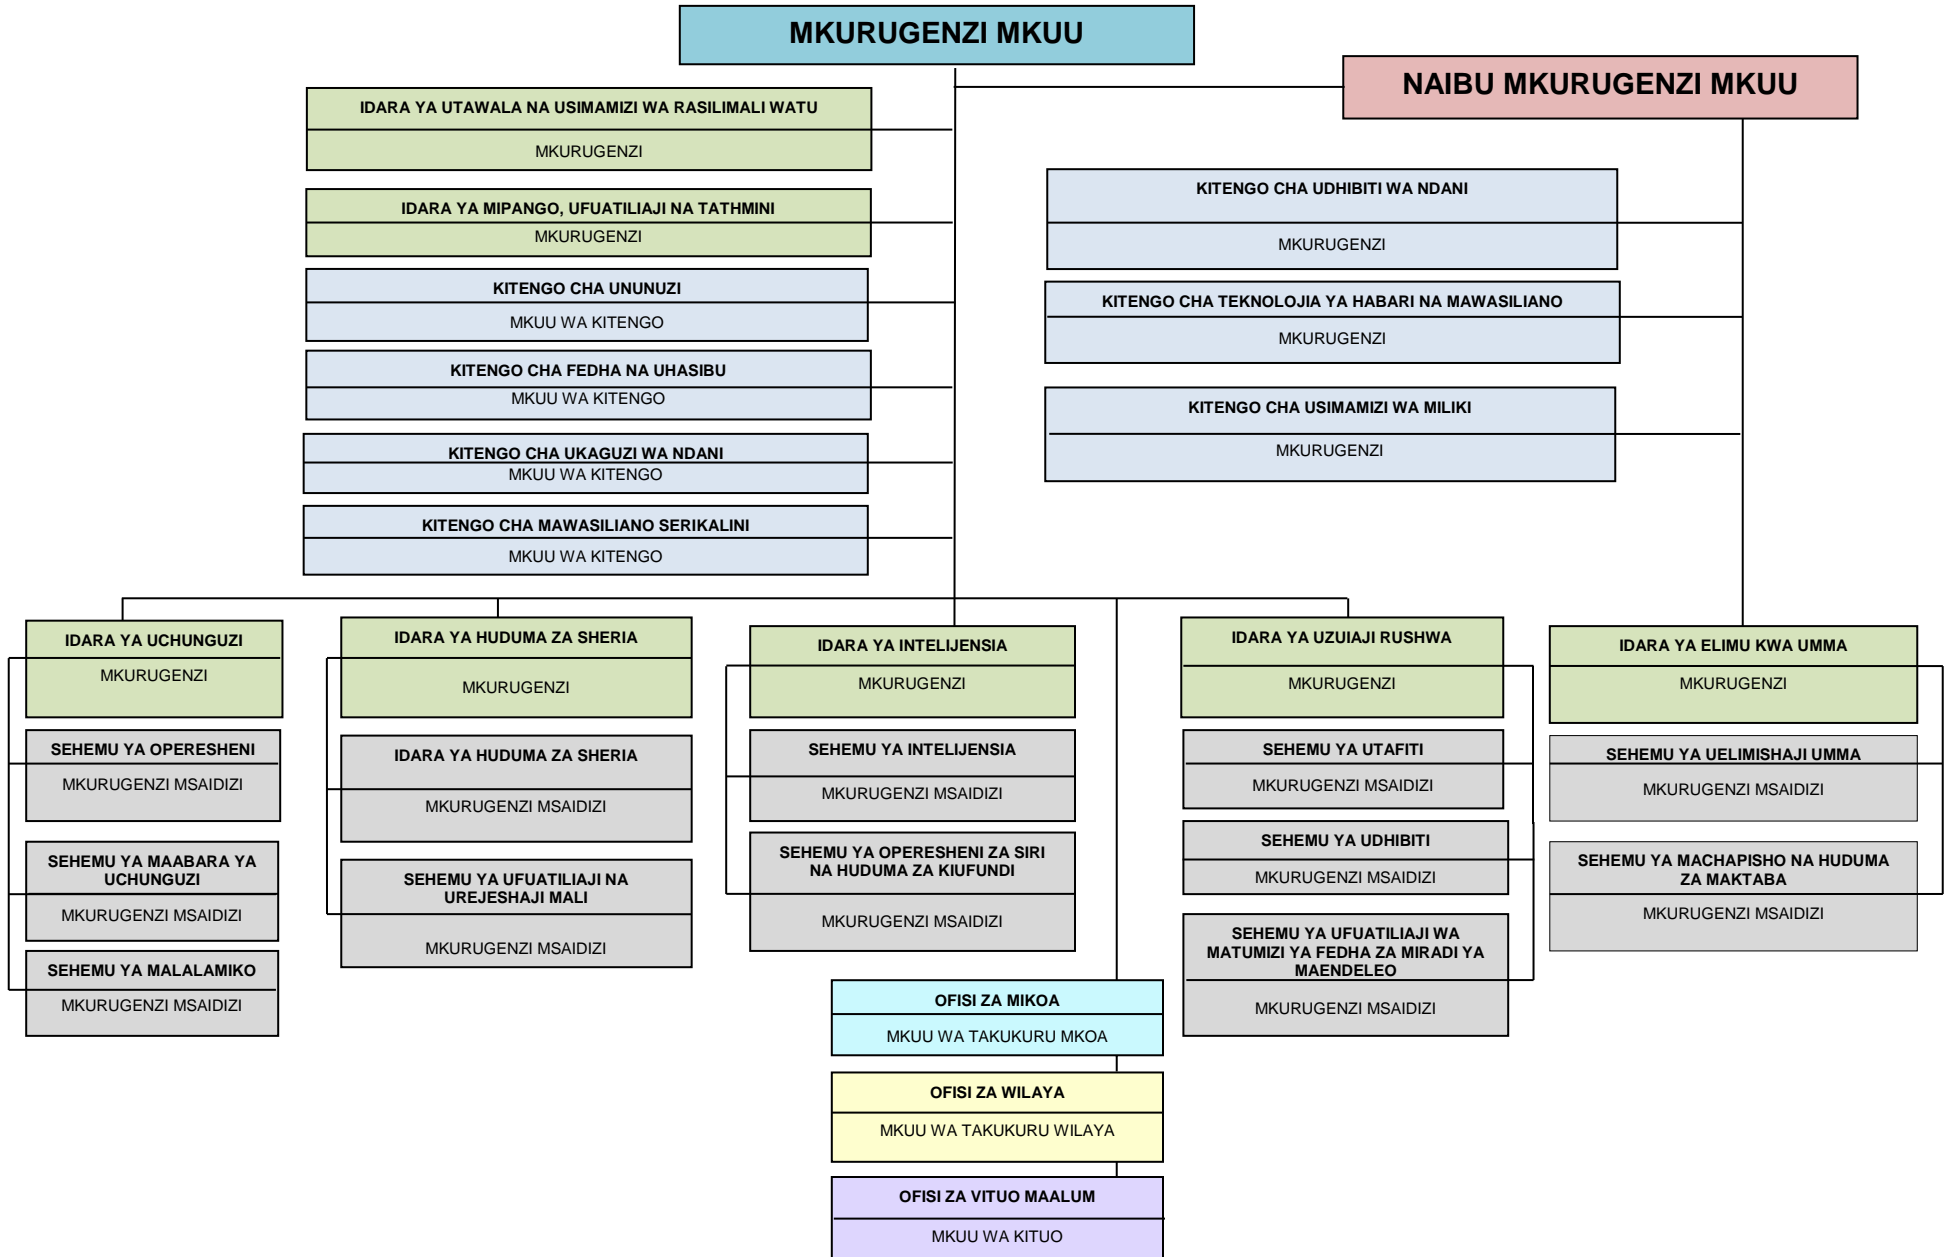 MKURUGENZI MKUU
NAIBU MKURUGENZI MKUU
IDARA YA UTAWALA NA USIMAMIZI WA RASILIMALI WATU
MKURUGENZI
IDARA YA MIPANGO, UFUATILIAJI NA TATHMINI
MKURUGENZI
KITENGO CHA UNUNUZI
MKUU WA KITENGO
KITENGO CHA FEDHA NA UHASIBU
MKUU WA KITENGO
KITENGO CHA UKAGUZI WA NDANI
MKUU WA KITENGO
KITENGO CHA MAWASILIANO SERIKALINI
MKUU WA KITENGO
KITENGO CHA UDHIBITI WA NDANI
MKURUGENZI
KITENGO CHA TEKNOLOJIA YA HABARI NA MAWASILIANO
MKURUGENZI
KITENGO CHA USIMAMIZI WA MILIKI
MKURUGENZI
IDARA YA UCHUNGUZI
MKURUGENZI
SEHEMU YA OPERESHENI
MKURUGENZI MSAIDIZI
SEHEMU YA MAABARA YA
UCHUNGUZI
MKURUGENZI MSAIDIZI
SEHEMU YA MALALAMIKO
MKURUGENZI MSAIDIZI
IDARA YA HUDUMA ZA SHERIA
MKURUGENZI
IDARA YA HUDUMA ZA SHERIA
MKURUGENZI MSAIDIZI
SEHEMU YA UFUATILIAJI NA
UREJESHAJI MALI
MKURUGENZI MSAIDIZI
IDARA YA INTELIJENSIA
MKURUGENZI
SEHEMU YA INTELIJENSIA
MKURUGENZI MSAIDIZI
SEHEMU YA OPERESHENI ZA SIRI
NA HUDUMA ZA KIUFUNDI
MKURUGENZI MSAIDIZI
IDARA YA UZUIAJI RUSHWA
MKURUGENZI
SEHEMU YA UTAFITI
MKURUGENZI MSAIDIZI
SEHEMU YA UDHIBITI
MKURUGENZI MSAIDIZI
SEHEMU YA UFUATILIAJI WA
MATUMIZI YA FEDHA ZA MIRADI YA
MAENDELEO
MKURUGENZI MSAIDIZI
IDARA YA ELIMU KWA UMMA
MKURUGENZI
SEHEMU YA UELIMISHAJI UMMA
MKURUGENZI MSAIDIZI
SEHEMU YA MACHAPISHO NA HUDUMA
ZA MAKTABA
MKURUGENZI MSAIDIZI
OFISI ZA MIKOA
MKUU WA TAKUKURU MKOA
OFISI ZA WILAYA
MKUU WA TAKUKURU WILAYA
OFISI ZA VITUO MAALUM
MKUU WA KITUO